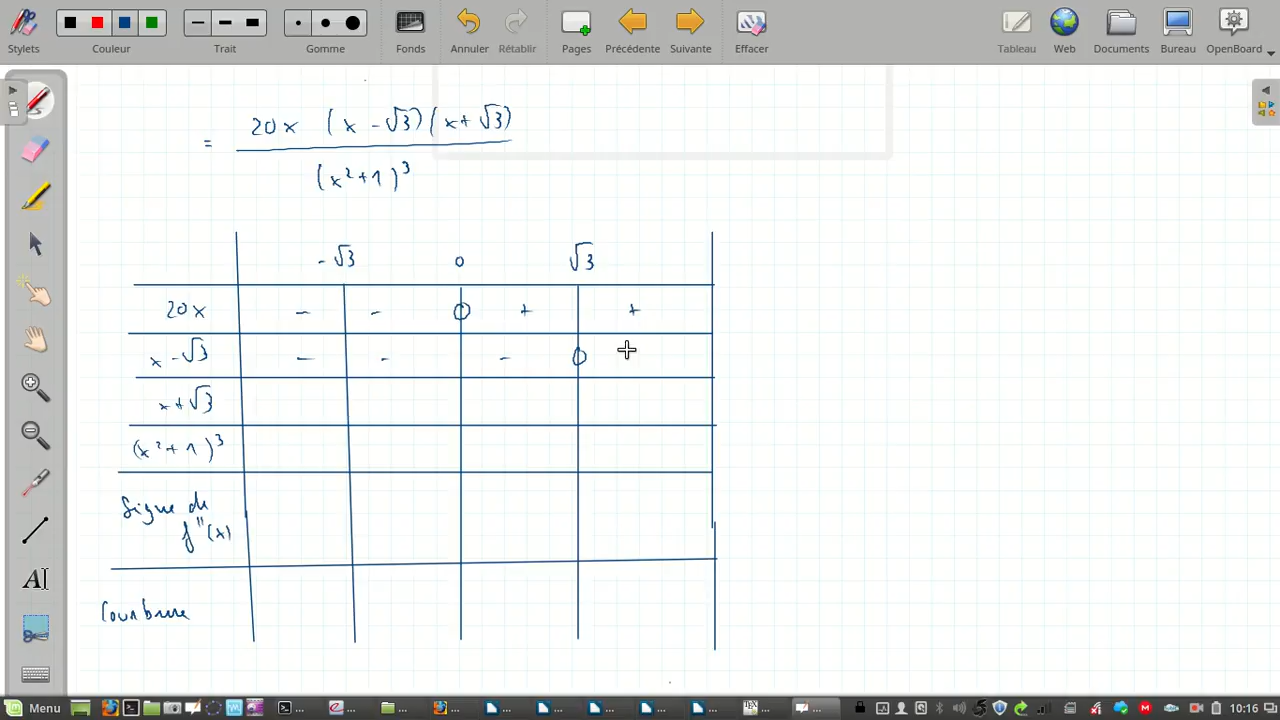 Stylets Couleur Trait Gomme Fonds Annuler Rétablir Pages Précédente Suivante Effacer Tableau Web Documents Bureau OpenBoard
= 20x (x - √3)(x + √3)
(x² + 1)³
-√3 0 √3
20x - - 0 + +
x - √3 - - - 0
x + √3
(x² + 1)³
Signe de
f''(x)
Courbure
Menu 10:16